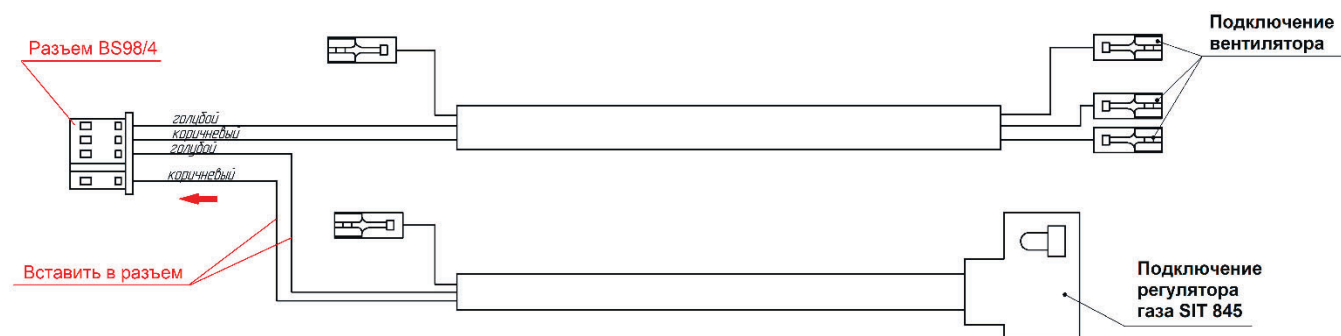 Разъем BS98/4
голубой
коричневый
голубой
коричневый
Вставить в разъем
Подключение
вентилятора
Подключение
регулятора
газа SIT 845